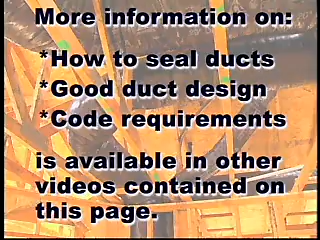 More information on:
*How to seal ducts
*Good duct design
*Code requirements
is available in other
videos contained on
this page.